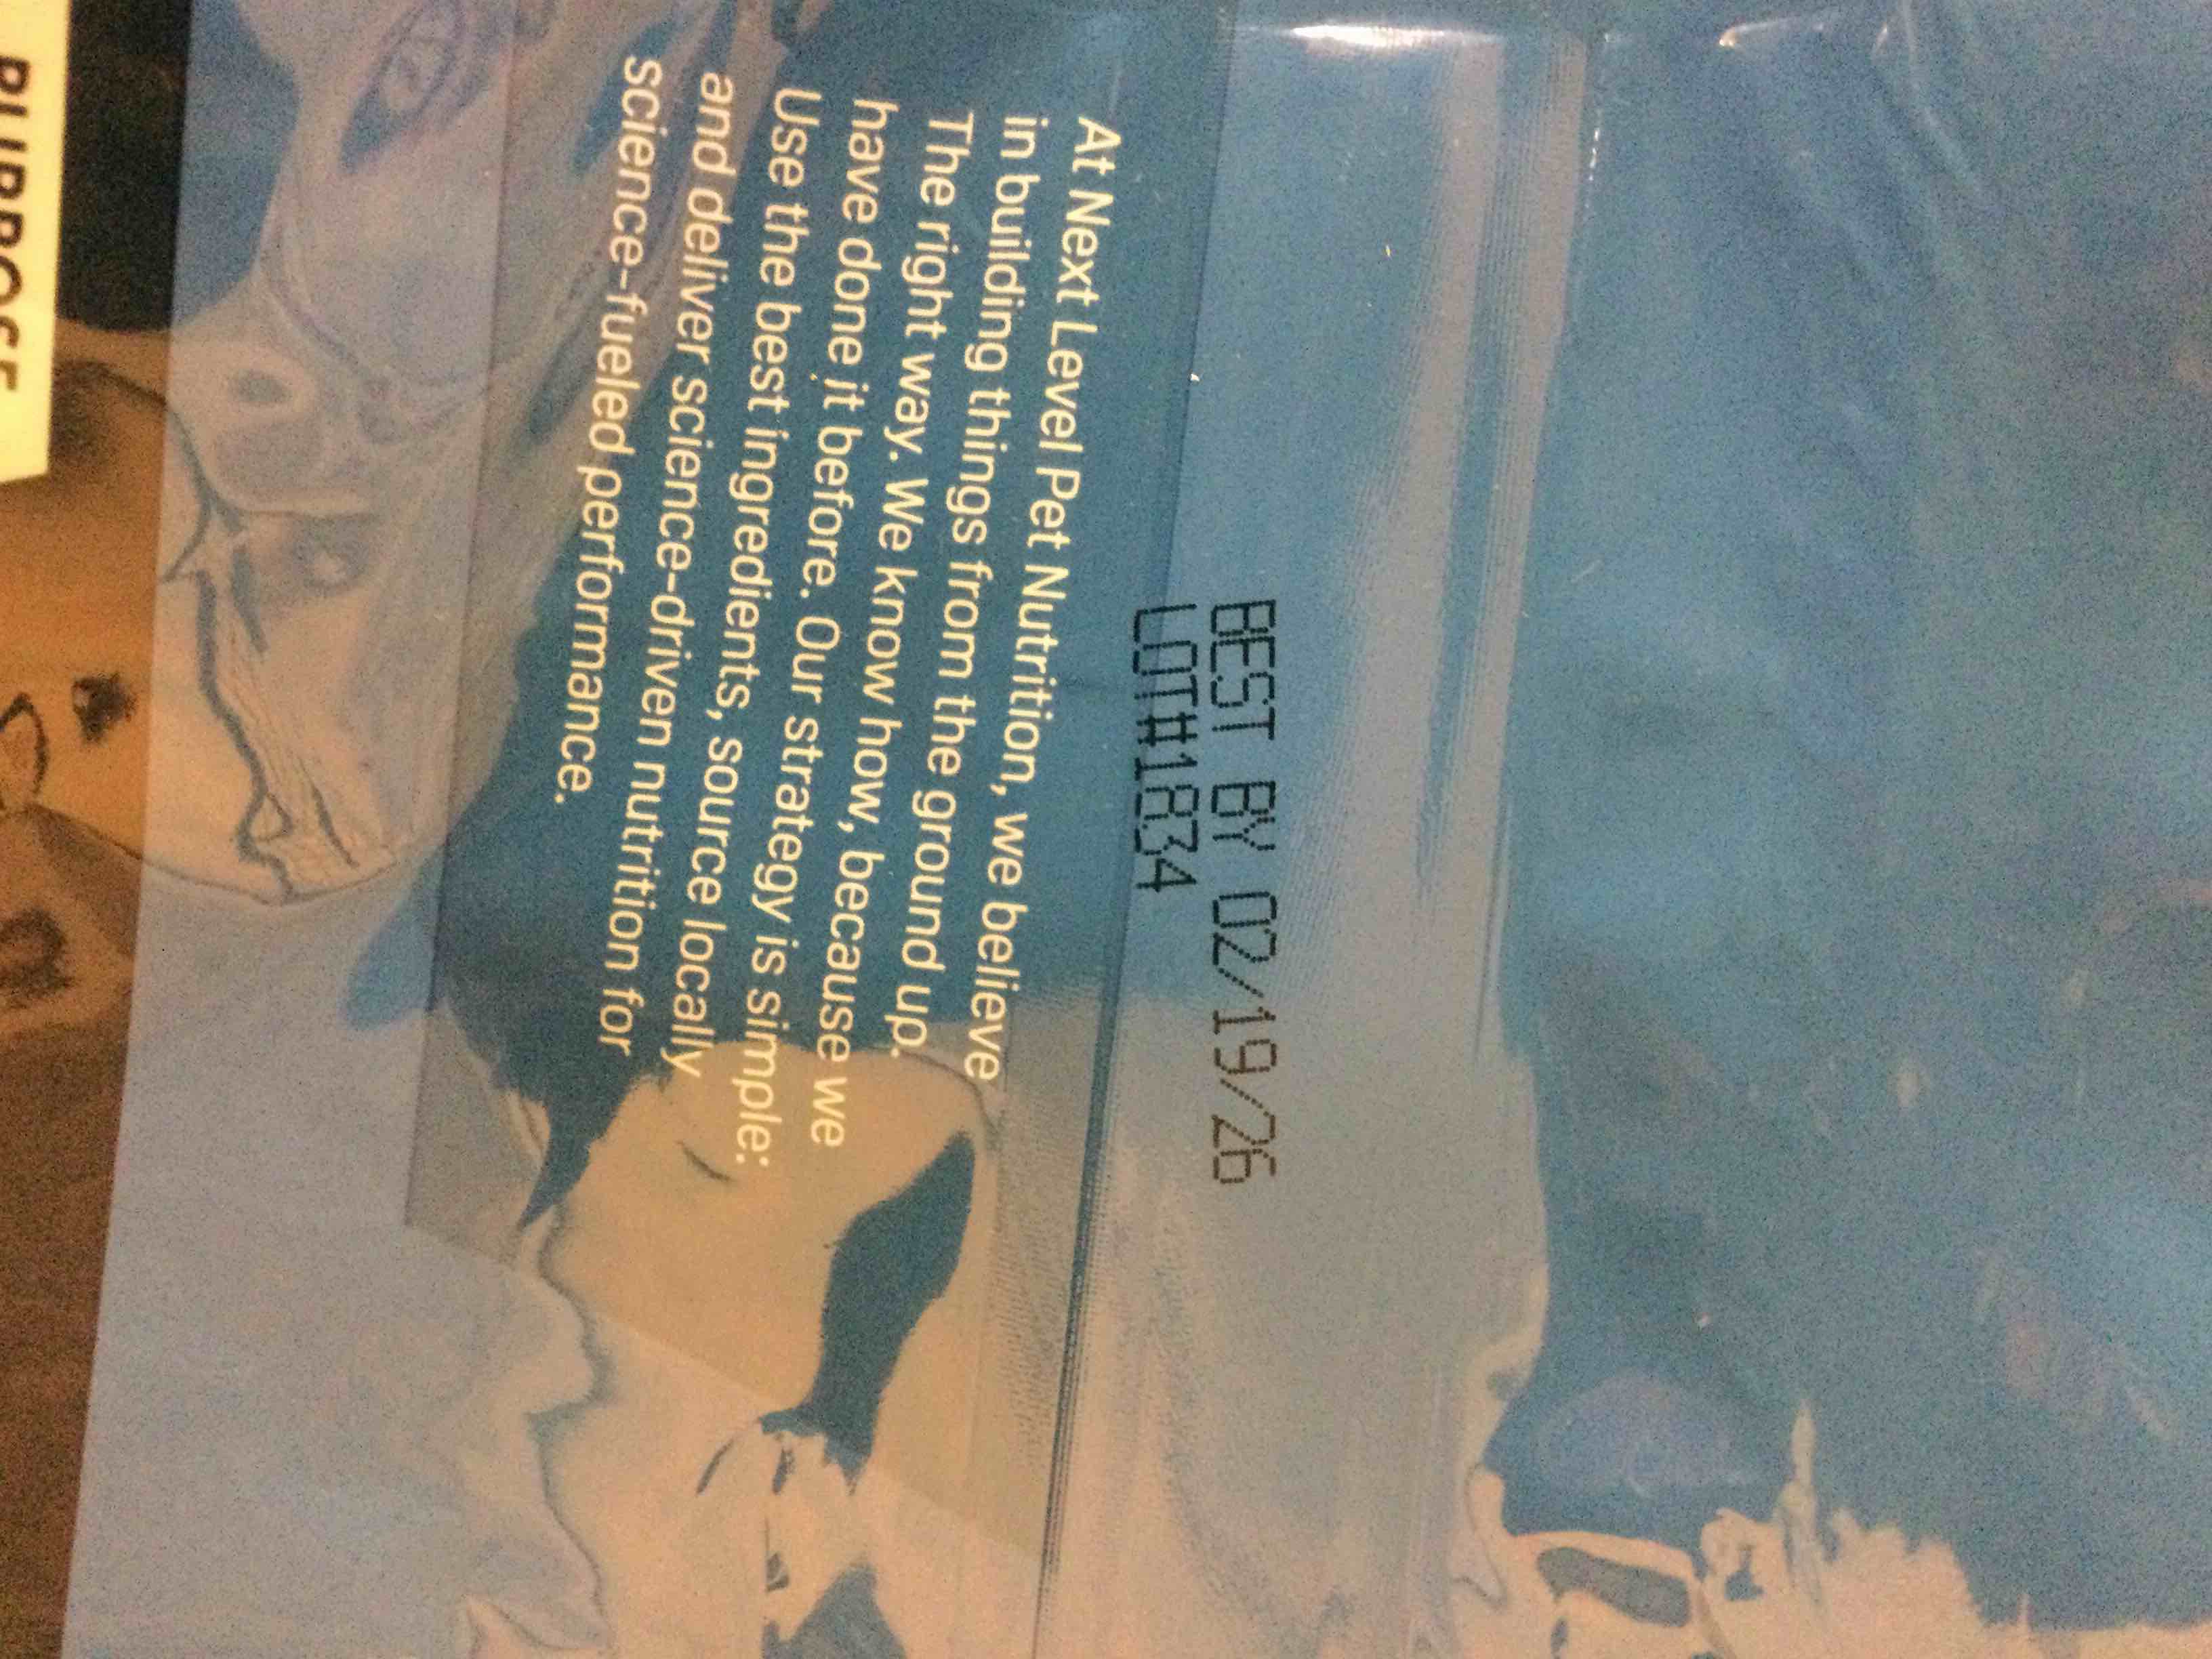 BEST BY 02/19/26
LOT#1834
At Next Level Pet Nutrition, we believe
in building things from the ground up.
The right way. We know how, because we
have done it before. Our strategy is simple:
Use the best ingredients, source locally
and deliver science-driven nutrition for
science-fueled performance.
PURPOSE